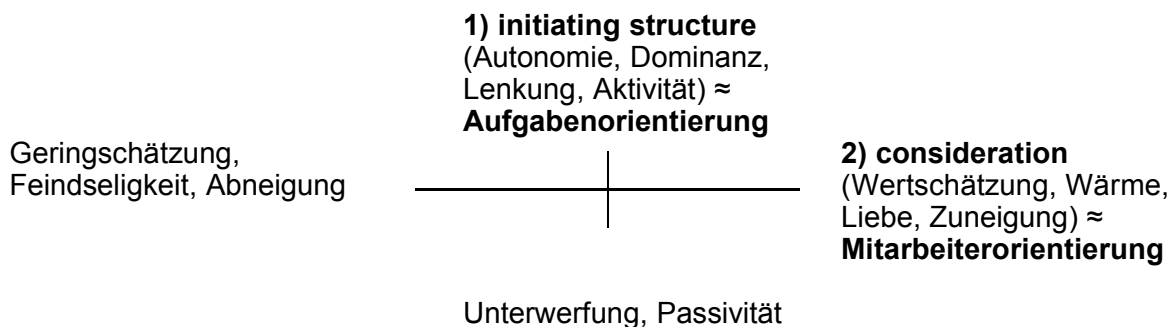 1) initiating structure
(Autonomie, Dominanz,
Lenkung, Aktivität) ≈
Aufgabenorientierung
Geringschätzung,
Feindseligkeit, Abneigung
2) consideration
(Wertschätzung, Wärme,
Liebe, Zuneigung) ≈
Mitarbeiterorientierung
Unterwerfung, Passivität